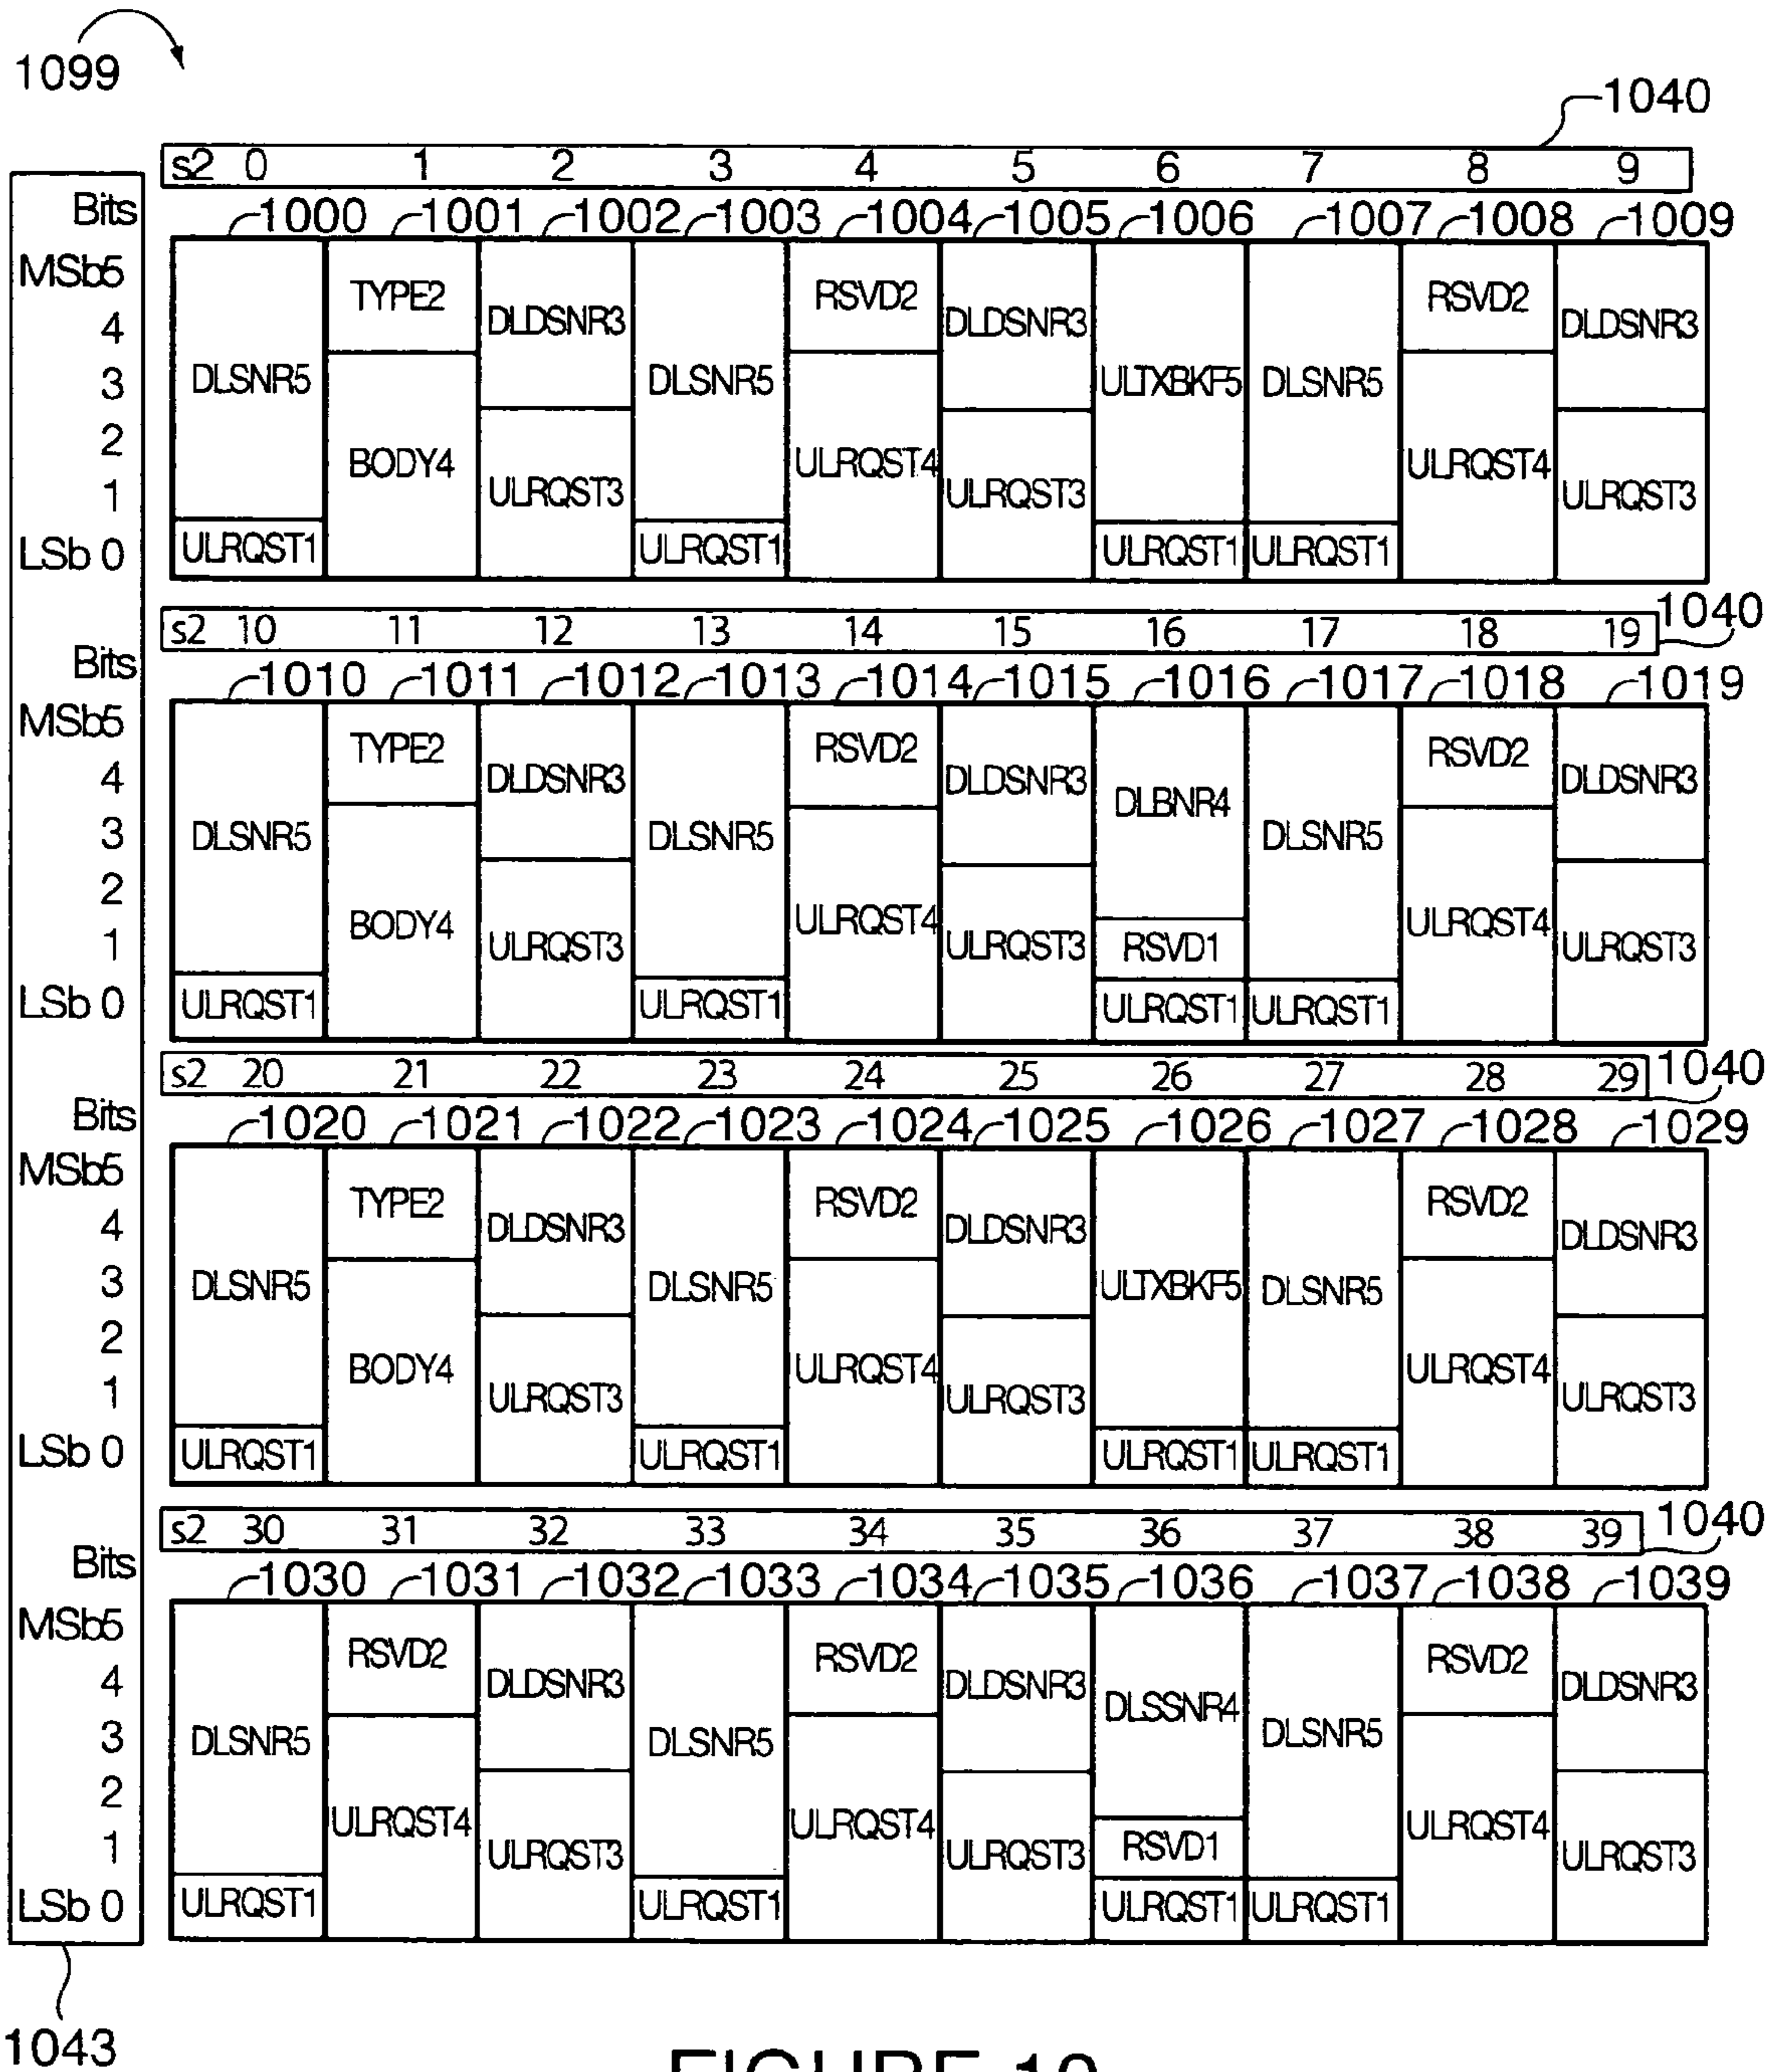 1099
1040
s2 0 1 2 3 4 5 6 7 8 9
Bits 1000 1001 1002 1003 1004 1005 1006 1007 1008 1009
MSb5 TYPE2 RSVD2 RSVD2
4 DLDSNR3 DLDSNR3 DLDSNR3
3 DLSNR5 DLSNR5 ULTXBKF5 DLSNR5
2 BODY4 ULRQST4 ULRQST4
1 ULRQST3 ULRQST3 ULRQST3
LSb 0 ULRQST1 ULRQST1 ULRQST1 ULRQST1
s2 10 11 12 13 14 15 16 17 18 19 1040
Bits 1010 1011 1012 1013 1014 1015 1016 1017 1018 1019
MSb5 TYPE2 RSVD2 RSVD2
4 DLDSNR3 DLDSNR3 DLBNR4 DLDSNR3
3 DLSNR5 DLSNR5 DLSNR5
2 BODY4 ULRQST4 ULRQST4
1 ULRQST3 ULRQST3 RSVD1 ULRQST3
LSb 0 ULRQST1 ULRQST1 ULRQST1 ULRQST1
s2 20 21 22 23 24 25 26 27 28 29 1040
Bits 1020 1021 1022 1023 1024 1025 1026 1027 1028 1029
MSb5 TYPE2 RSVD2 RSVD2
4 DLDSNR3 DLDSNR3 DLDSNR3
3 DLSNR5 DLSNR5 ULTXBKF5 DLSNR5
2 BODY4 ULRQST4 ULRQST4
1 ULRQST3 ULRQST3 ULRQST3
LSb 0 ULRQST1 ULRQST1 ULRQST1 ULRQST1
s2 30 31 32 33 34 35 36 37 38 39 1040
Bits 1030 1031 1032 1033 1034 1035 1036 1037 1038 1039
MSb5 RSVD2 RSVD2 RSVD2
4 DLDSNR3 DLDSNR3 DLSSNR4 DLDSNR3
3 DLSNR5 DLSNR5 DLSNR5
2 ULRQST4 ULRQST4 ULRQST4
1 ULRQST3 ULRQST3 RSVD1 ULRQST3
LSb 0 ULRQST1 ULRQST1 ULRQST1 ULRQST1
1043
FIGURE 10